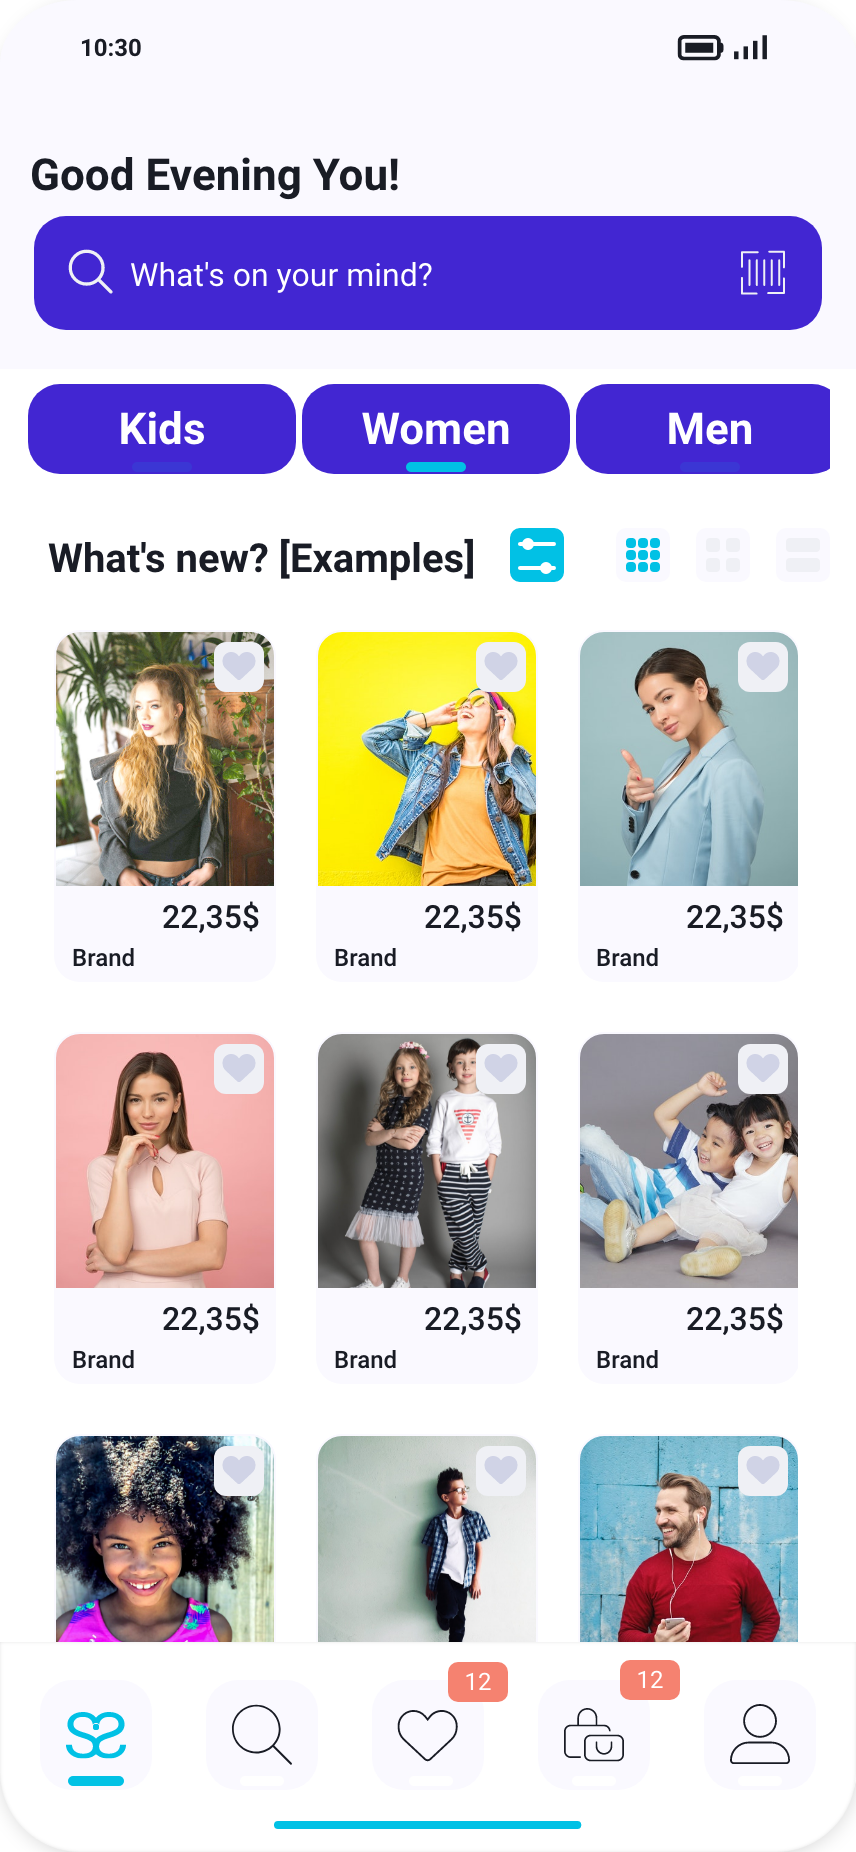 10:30
Good Evening You!
What's on your mind?
Kids Women Men
What's new? [Examples]
22,35$ 22,35$ 22,35$
Brand Brand Brand
22,35$ 22,35$ 22,35$
Brand Brand Brand
12 12